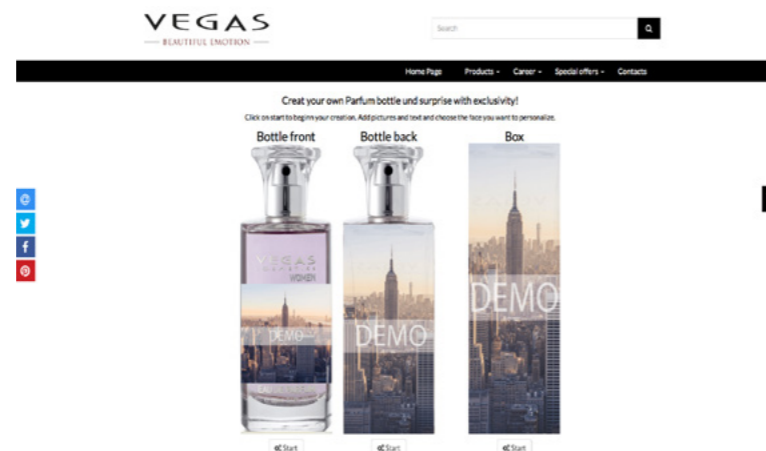 VEGAS
BEAUTIFUL EMOTION
Search
Home Page Products Career Special offers Contacts
Creat your own Parfum bottle und surprise with exclusivity!
Click on start to beginn your creation. Add pictures and text and choose the face you want to personalize.
Bottle front Bottle back Box
VEGAS
COSMETICS
WOMEN
DEMO DEMO DEMO
Start Start Start